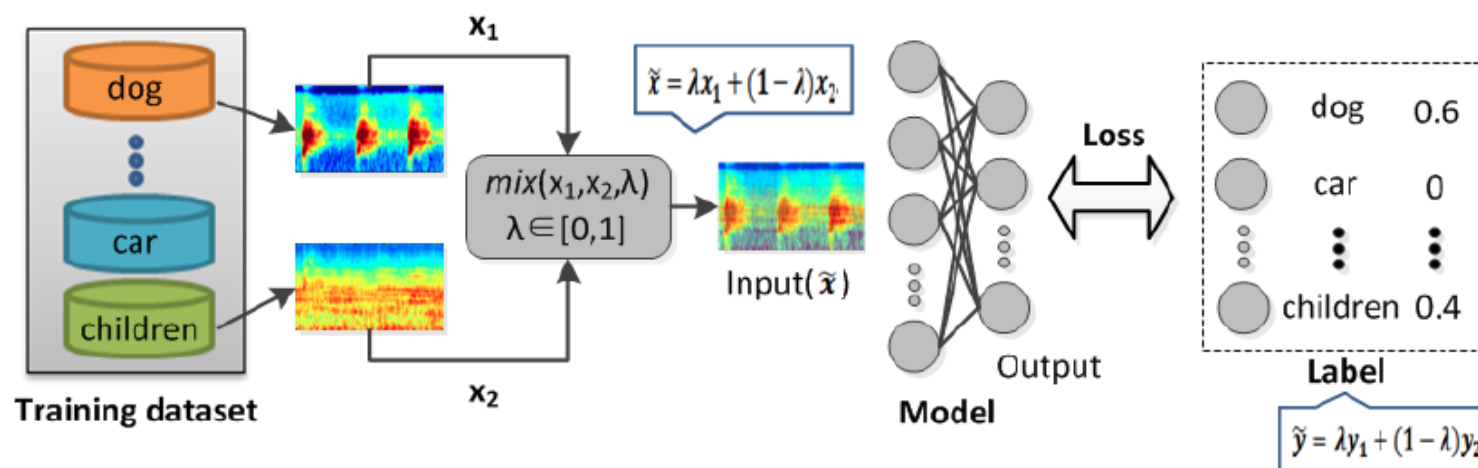 dog
car
children
Training dataset
x₁
x₂
mix(x₁,x₂,λ)
λ∈[0,1]
x̃ = λx₁ + (1−λ)x₂.
Input(x̃)
Model
Output
Loss
dog 0.6
car 0
children 0.4
Label
ỹ = λy₁ + (1−λ)y₂